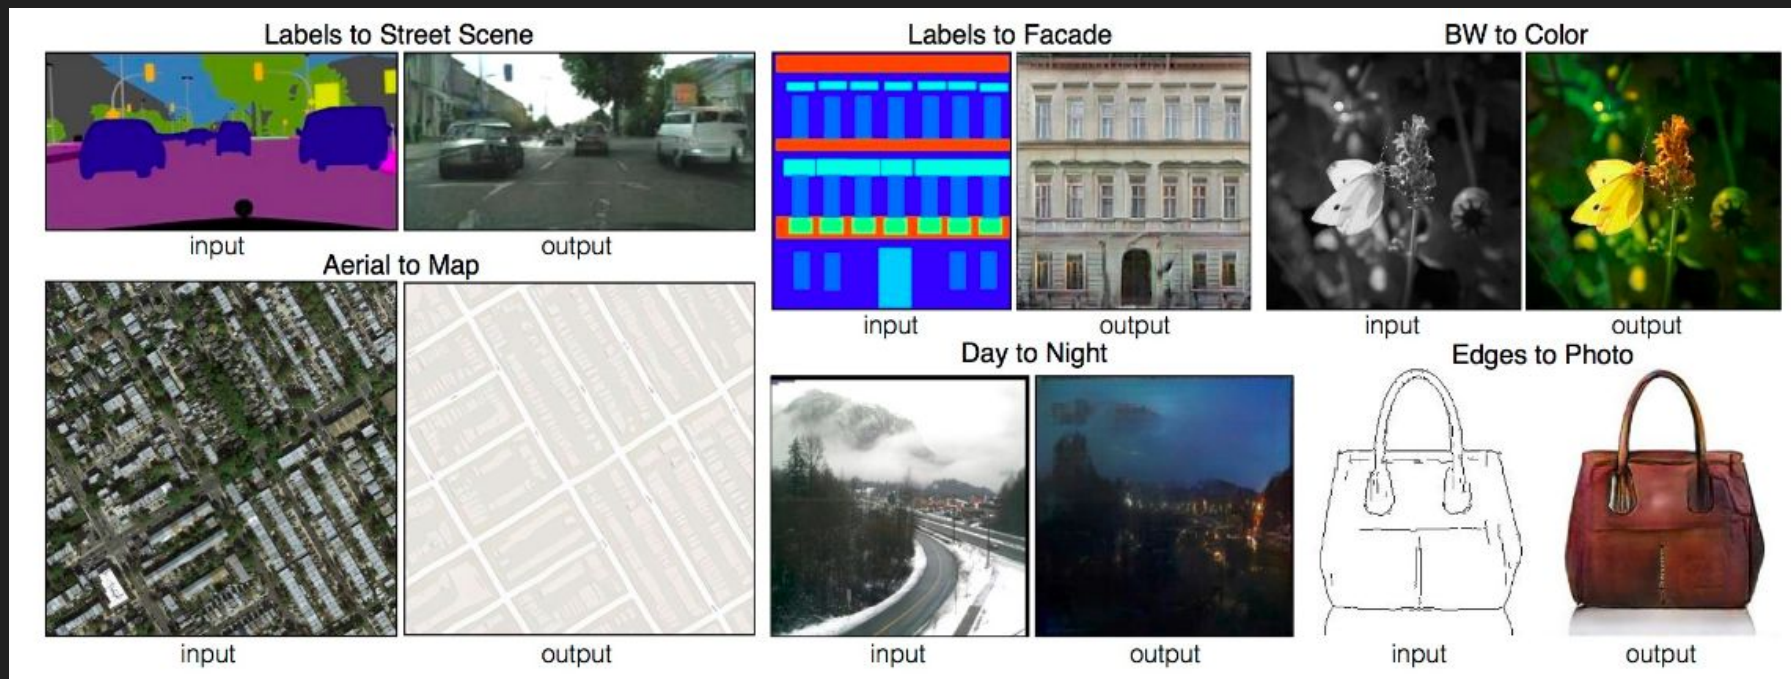 Labels to Street Scene
input
output
Aerial to Map
input
output
Labels to Facade
input
output
BW to Color
input
output
Day to Night
input
output
Edges to Photo
input
output